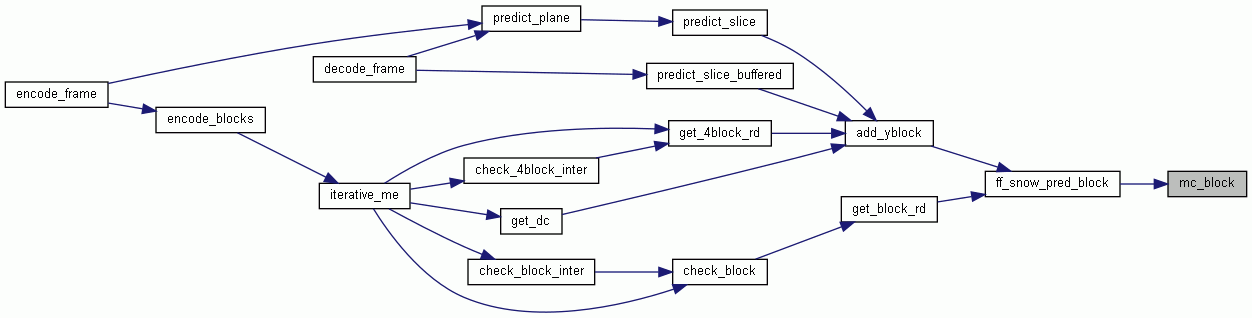 predict_plane
predict_slice
decode_frame
predict_slice_buffered
encode_frame
encode_blocks
get_4block_rd
add_yblock
check_4block_inter
iterative_me
ff_snow_pred_block
mc_block
get_dc
get_block_rd
check_block_inter
check_block